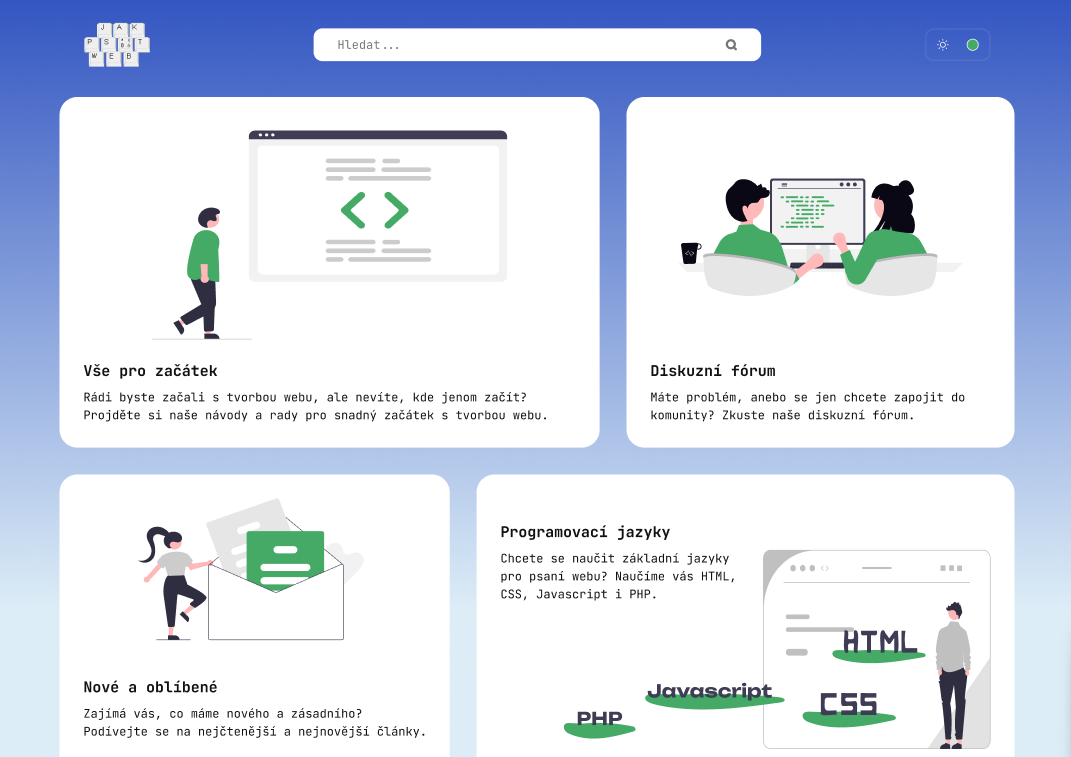 J A K
P S Á T
W E B
Hledat...
Vše pro začátek
Rádi byste začali s tvorbou webu, ale nevíte, kde jenom začít?
Projděte si naše návody a rady pro snadný začátek s tvorbou webu.
Diskuzní fórum
Máte problém, anebo se jen chcete zapojit do
komunity? Zkuste naše diskuzní fórum.
Nové a oblíbené
Zajímá vás, co máme nového a zásadního?
Podívejte se na nejčtenější a nejnovější články.
Programovací jazyky
Chcete se naučit základní jazyky
pro psaní webu? Naučíme vás HTML,
CSS, Javascript i PHP.
HTML
Javascript
CSS
PHP